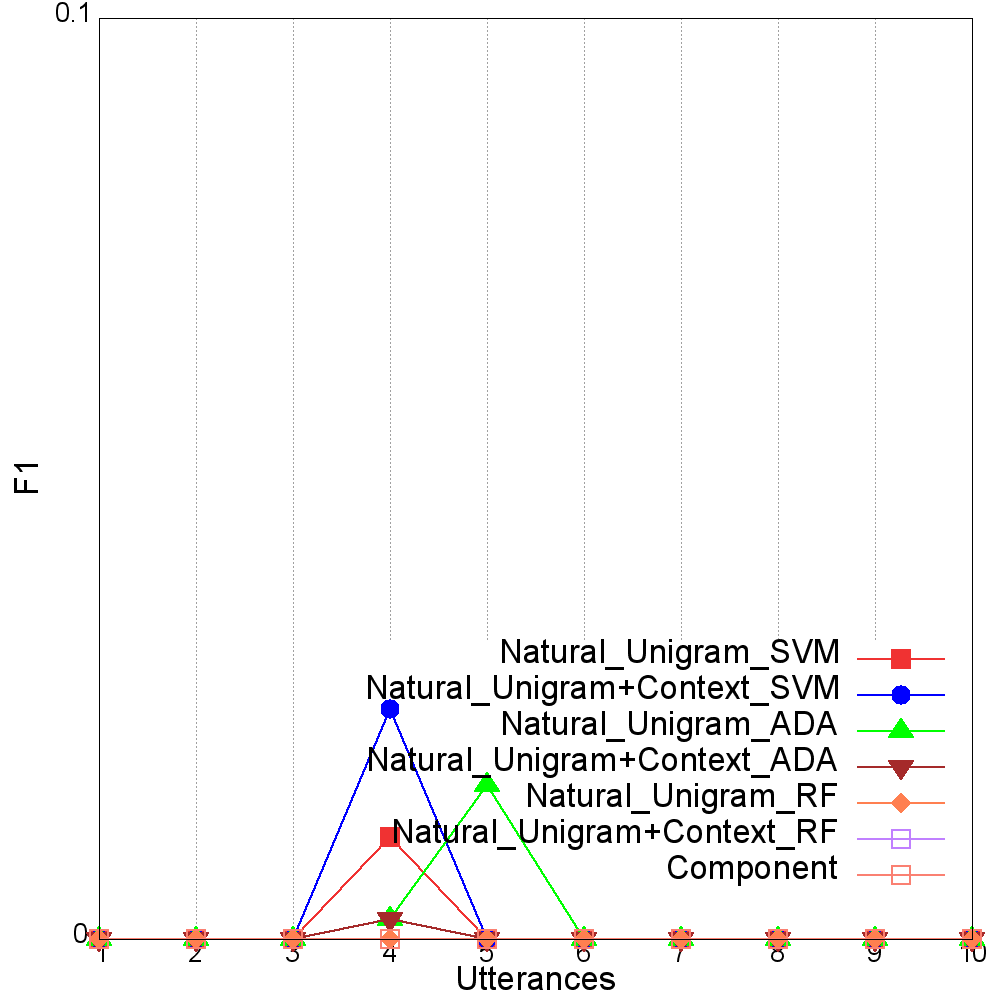 0.1
F1
Natural_Unigram_SVM
Natural_Unigram+Context_SVM
Natural_Unigram_ADA
Natural_Unigram+Context_ADA
Natural_Unigram_RF
Natural_Unigram+Context_RF
Component
0
1 2 3 4 5 6 7 8 9 10
Utterances